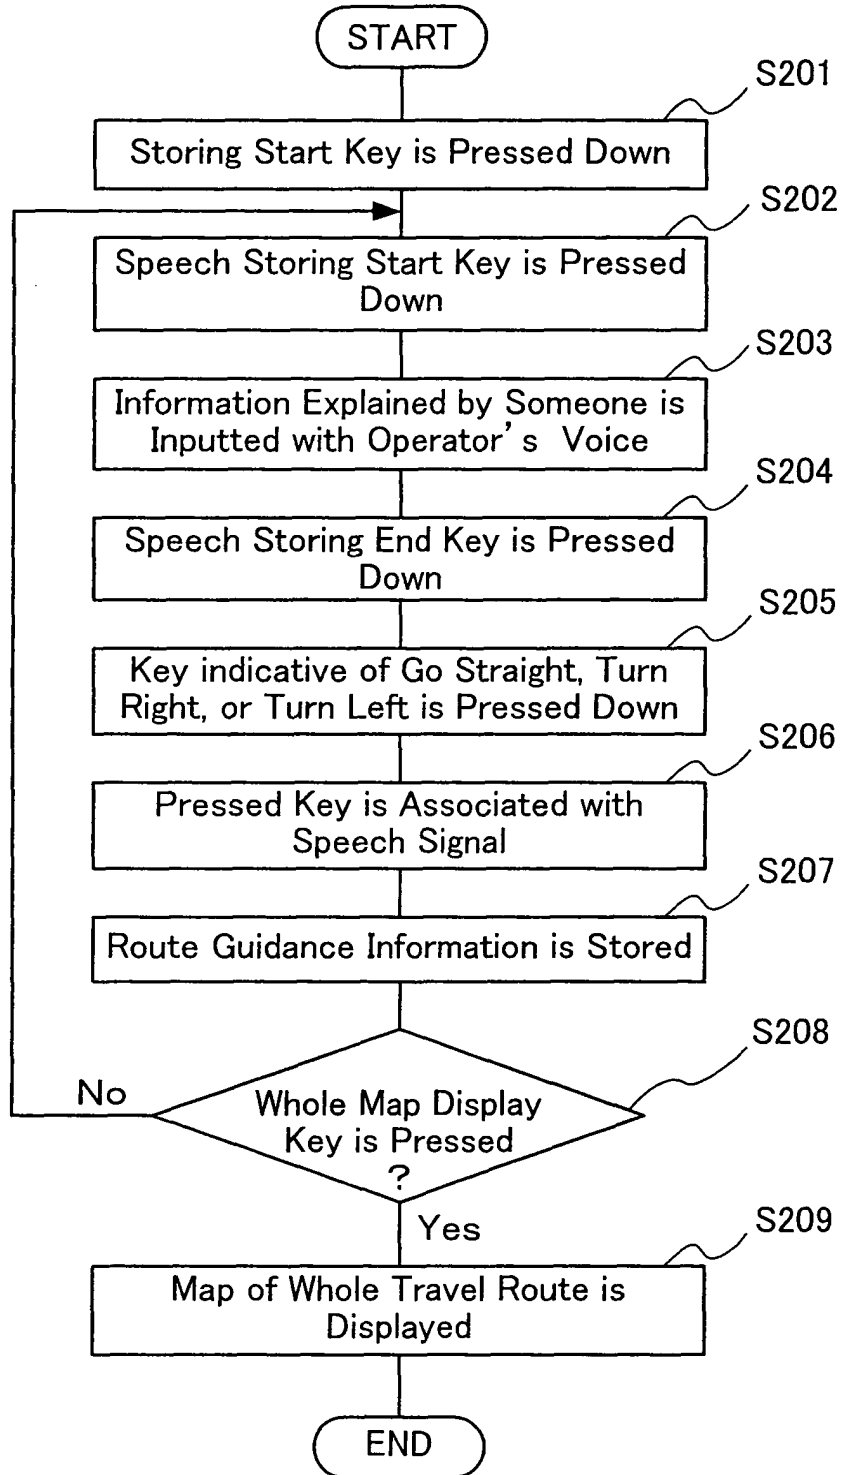 START
S201
Storing Start Key is Pressed Down
S202
Speech Storing Start Key is Pressed
Down
S203
Information Explained by Someone is
Inputted with Operator's Voice
S204
Speech Storing End Key is Pressed
Down
S205
Key indicative of Go Straight, Turn
Right, or Turn Left is Pressed Down
S206
Pressed Key is Associated with
Speech Signal
S207
Route Guidance Information is Stored
S208
No
Whole Map Display
Key is Pressed
?
Yes
S209
Map of Whole Travel Route is
Displayed
END